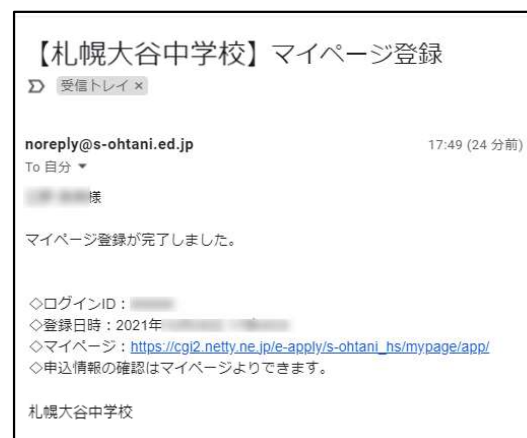 【札幌大谷中学校】マイページ登録
受信トレイ ×
noreply@s-ohtani.ed.jp 17:49 (24 分前)
To 自分
様
マイページ登録が完了しました。
◇ログインID：
◇登録日時：2021年
◇マイページ：https://cgi2.netty.ne.jp/e-apply/s-ohtani_hs/mypage/app/
◇申込情報の確認はマイページよりできます。
札幌大谷中学校